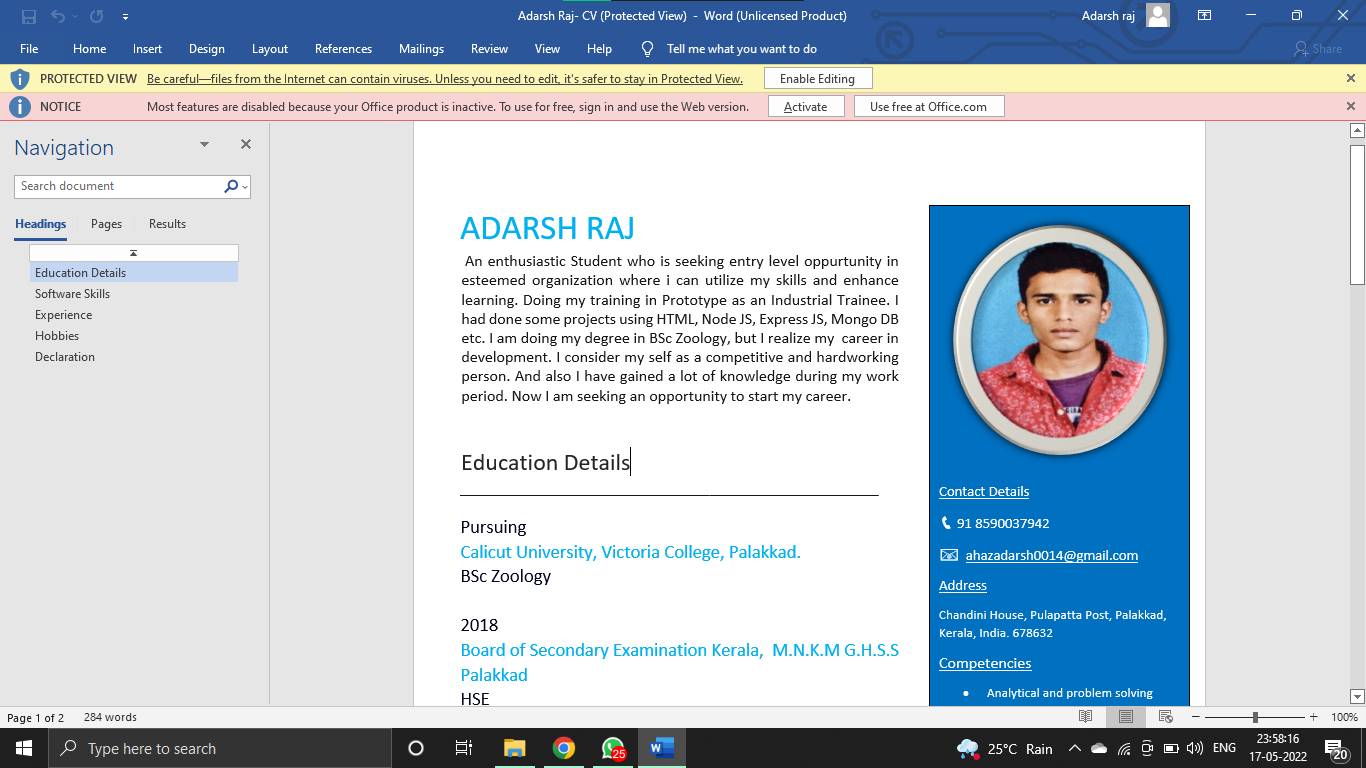 Adarsh Raj- CV (Protected View) - Word (Unlicensed Product)
Adarsh raj
File Home Insert Design Layout References Mailings Review View Help Tell me what you want to do Share
PROTECTED VIEW Be careful—files from the Internet can contain viruses. Unless you need to edit, it's safer to stay in Protected View. Enable Editing
NOTICE Most features are disabled because your Office product is inactive. To use for free, sign in and use the Web version. Activate Use free at Office.com
Navigation
Search document
Headings Pages Results
Education Details
Software Skills
Experience
Hobbies
Declaration
ADARSH RAJ
An enthusiastic Student who is seeking entry level oppurtunity in
esteemed organization where i can utilize my skills and enhance
learning. Doing my training in Prototype as an Industrial Trainee. I
had done some projects using HTML, Node JS, Express JS, Mongo DB
etc. I am doing my degree in BSc Zoology, but I realize my career in
development. I consider my self as a competitive and hardworking
person. And also I have gained a lot of knowledge during my work
period. Now I am seeking an opportunity to start my career.
Education Details
Pursuing
Calicut University, Victoria College, Palakkad.
BSc Zoology
2018
Board of Secondary Examination Kerala, M.N.K.M G.H.S.S
Palakkad
HSE
Contact Details
91 8590037942
ahazadarsh0014@gmail.com
Address
Chandini House, Pulapatta Post, Palakkad,
Kerala, India. 678632
Competencies
• Analytical and problem solving
Page 1 of 2 284 words
100%
Type here to search
25
25°C Rain
ENG
23:58:16
17-05-2022
20